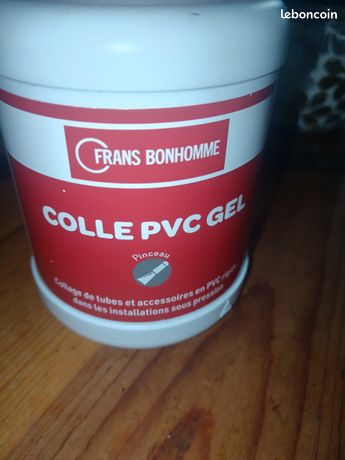 leboncoin
FRANS BONHOMME
COLLE PVC GEL
Pinceau
Collage de tubes et accessoires en PVC rigide
dans les installations sous pression